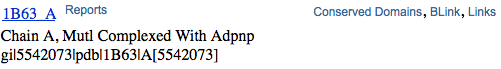 1B63_A Reports Conserved Domains, BLink, Links
Chain A, Mutl Complexed With Adpnp
gi|5542073|pdb|1B63|A[5542073]